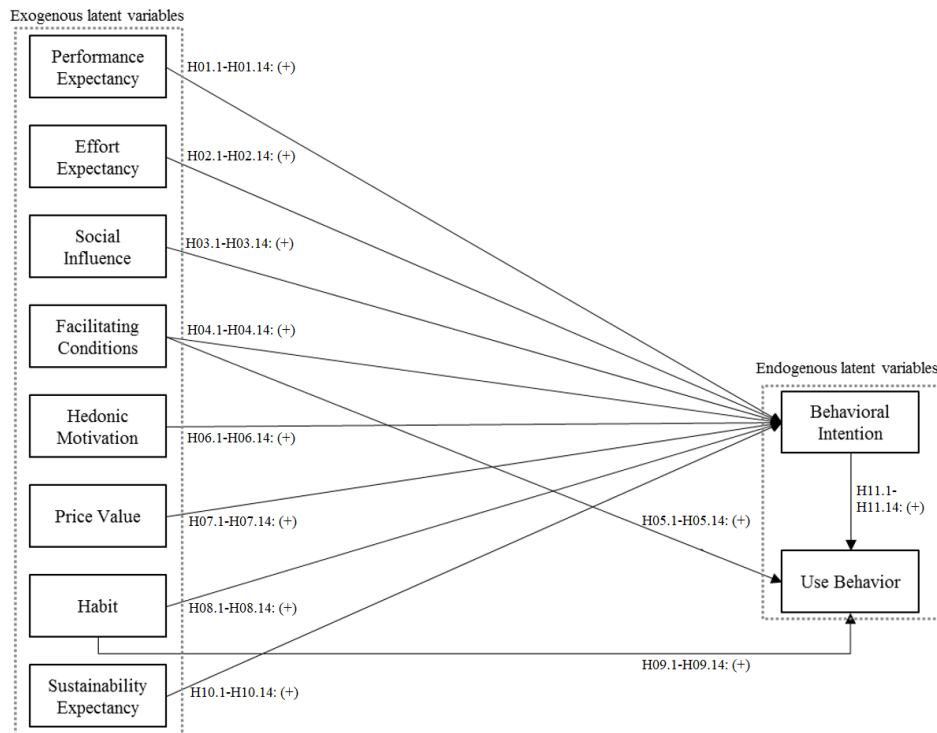 Exogenous latent variables
Performance
Expectancy
H01.1-H01.14: (+)
Effort
Expectancy
H02.1-H02.14: (+)
Social
Influence
H03.1-H03.14: (+)
Facilitating
Conditions
H04.1-H04.14: (+)
Endogenous latent variables
Hedonic
Motivation
H06.1-H06.14: (+)
Behavioral
Intention
Price Value
H07.1-H07.14: (+)
H05.1-H05.14: (+)
H11.1-
H11.14: (+)
Habit
H08.1-H08.14: (+)
Use Behavior
H09.1-H09.14: (+)
Sustainability
Expectancy
H10.1-H10.14: (+)